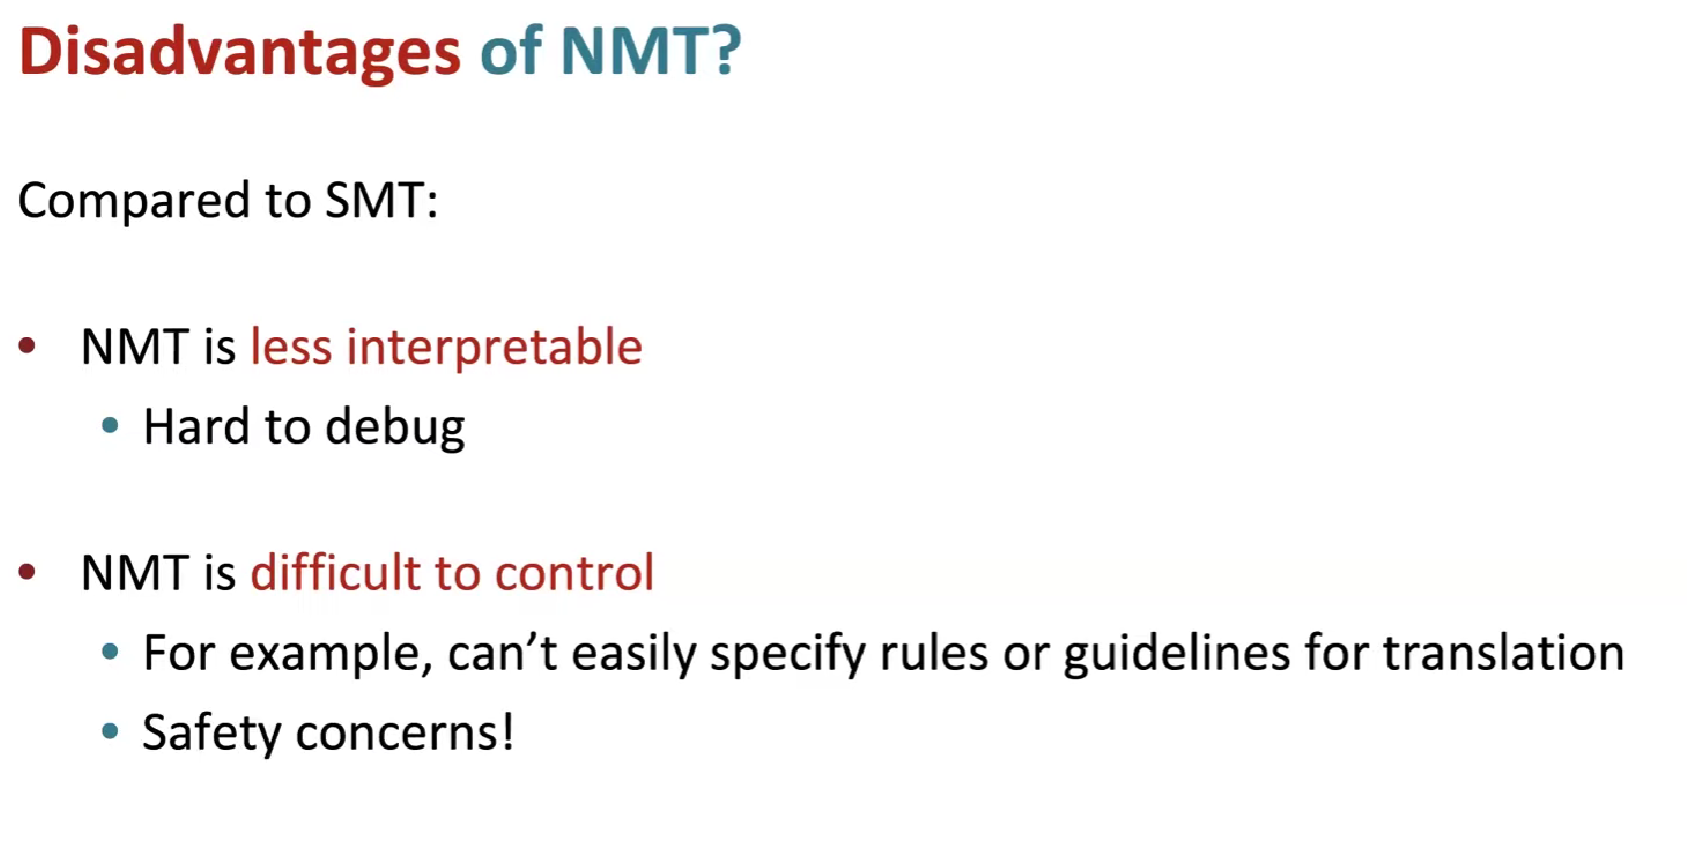 Disadvantages of NMT?
Compared to SMT:
• NMT is less interpretable
• Hard to debug
• NMT is difficult to control
• For example, can’t easily specify rules or guidelines for translation
• Safety concerns!